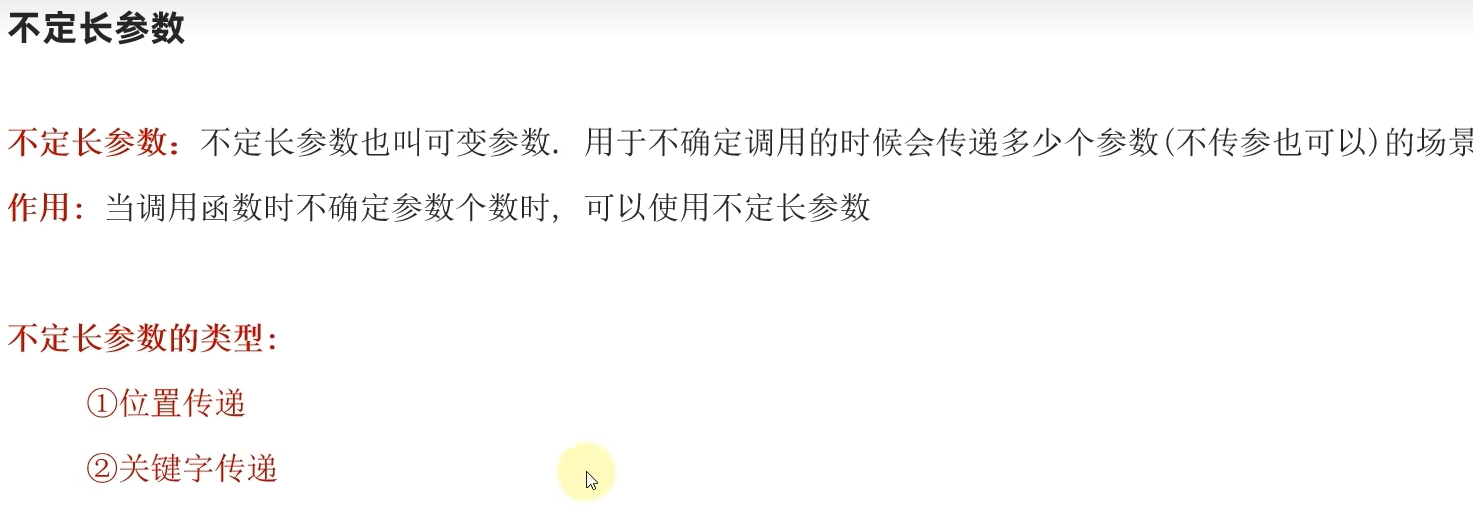 不定长参数
不定长参数：不定长参数也叫可变参数. 用于不确定调用的时候会传递多少个参数(不传参也可以)的场景
作用：当调用函数时不确定参数个数时, 可以使用不定长参数
不定长参数的类型：
①位置传递
②关键字传递